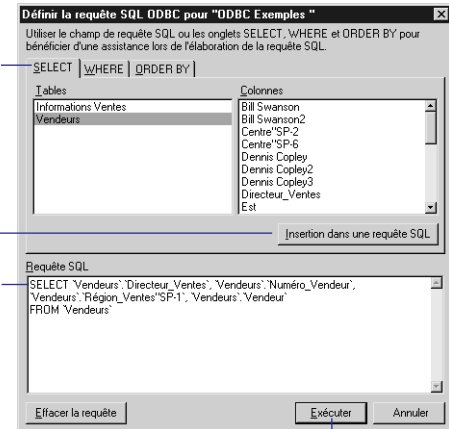 Définir la requête SQL ODBC pour "ODBC Exemples "
Utiliser le champ de requête SQL ou les onglets SELECT, WHERE et ORDER BY pour
bénéficier d'une assistance lors de l'élaboration de la requête SQL.
SELECT WHERE ORDER BY
Tables
Informations Ventes
Vendeurs
Colonnes
Bill Swanson
Bill Swanson2
Centre"SP-2
Centre"SP-6
Dennis Copley
Dennis Copley2
Dennis Copley3
Directeur_Ventes
Est
Insertion dans une requête SQL
Requête SQL
SELECT `Vendeurs`.`Directeur_Ventes`, `Vendeurs`.`Numéro_Vendeur`,
`Vendeurs`.`Région_Ventes"SP-1`, `Vendeurs`.`Vendeur`
FROM `Vendeurs`
Effacer la requête Exécuter Annuler